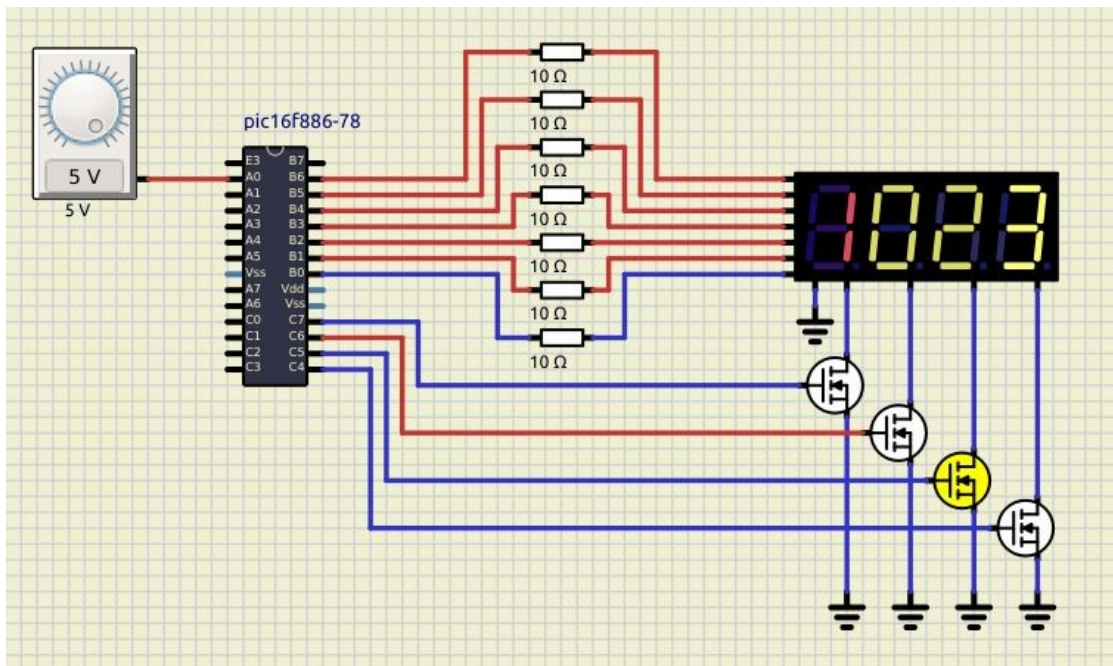 5 V
5 V
pic16f886-78
E3 B7
A0 B6
A1 B5
A2 B4
A3 B3
A4 B2
A5 B1
Vss B0
A7 Vdd
A6 Vss
C0 C7
C1 C6
C2 C5
C3 C4
10 Ω
10 Ω
10 Ω
10 Ω
10 Ω
10 Ω
10 Ω
1023